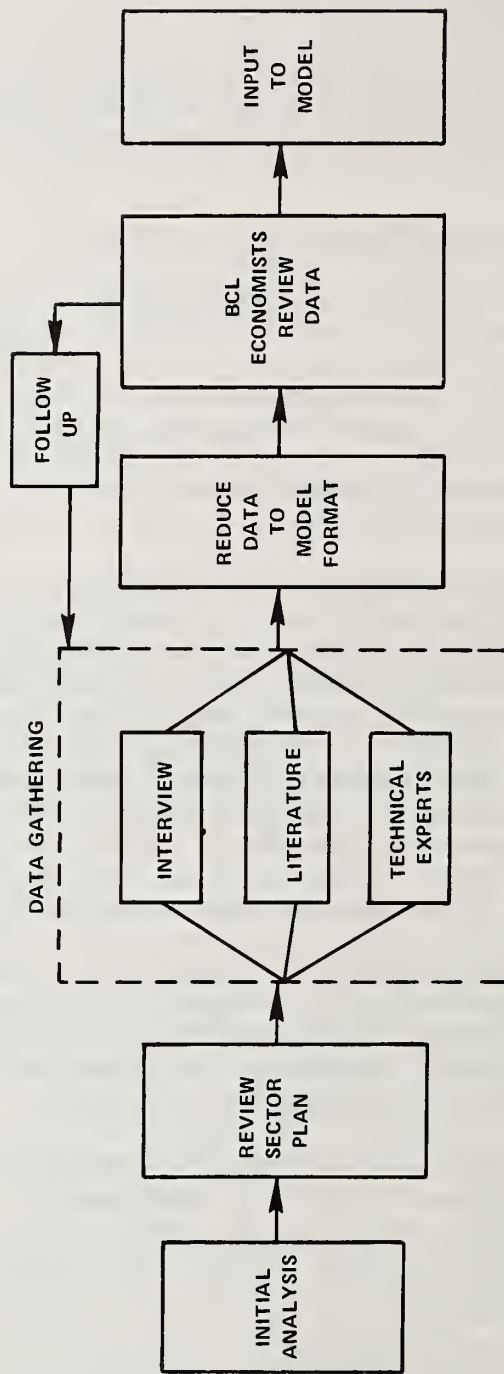 INITIAL
ANALYSIS
REVIEW
SECTOR
PLAN
DATA GATHERING
INTERVIEW
LITERATURE
TECHNICAL
EXPERTS
REDUCE
DATA
TO
MODEL
FORMAT
FOLLOW
UP
BCL
ECONOMISTS
REVIEW
DATA
INPUT
TO
MODEL